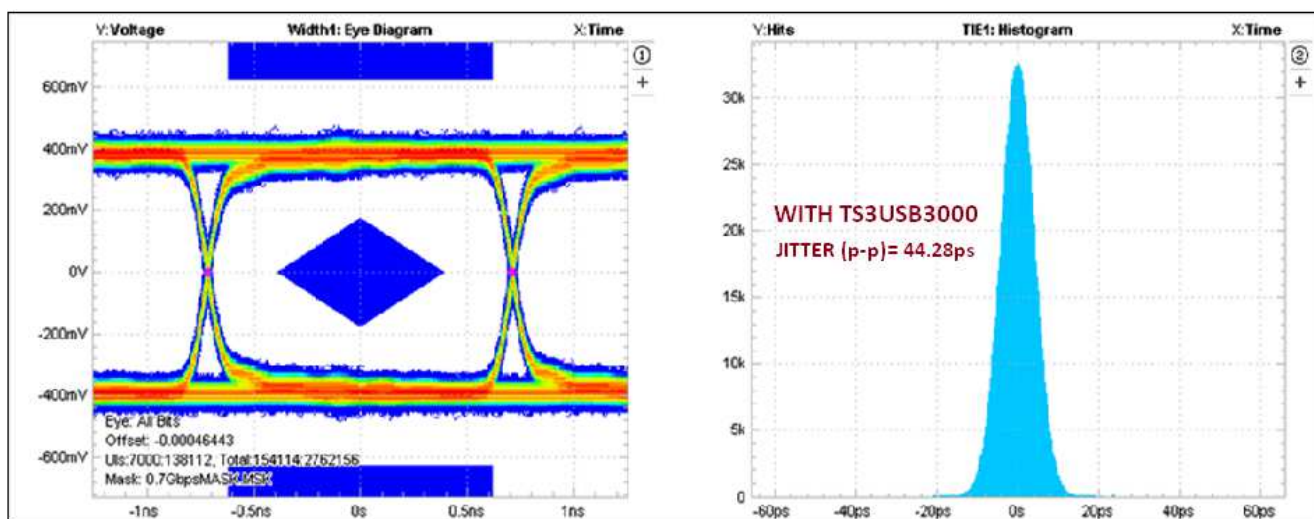 Y:Voltage Width1: Eye Diagram X:Time
①
+
600mV
400mV
200mV
0V
-200mV
-400mV
-600mV
Eye: All Bits
Offset: -0.00046443
UIs:7000:138112, Total:154114:2762156
Mask: 0.7GbpsMASK.MSK
-1ns -0.5ns 0s 0.5ns 1ns
Y:Hits TIE1: Histogram X:Time
②
+
30k
25k
20k
15k
10k
5k
0
WITH TS3USB3000
JITTER (p-p)= 44.28ps
-60ps -40ps -20ps 0s 20ps 40ps 60ps